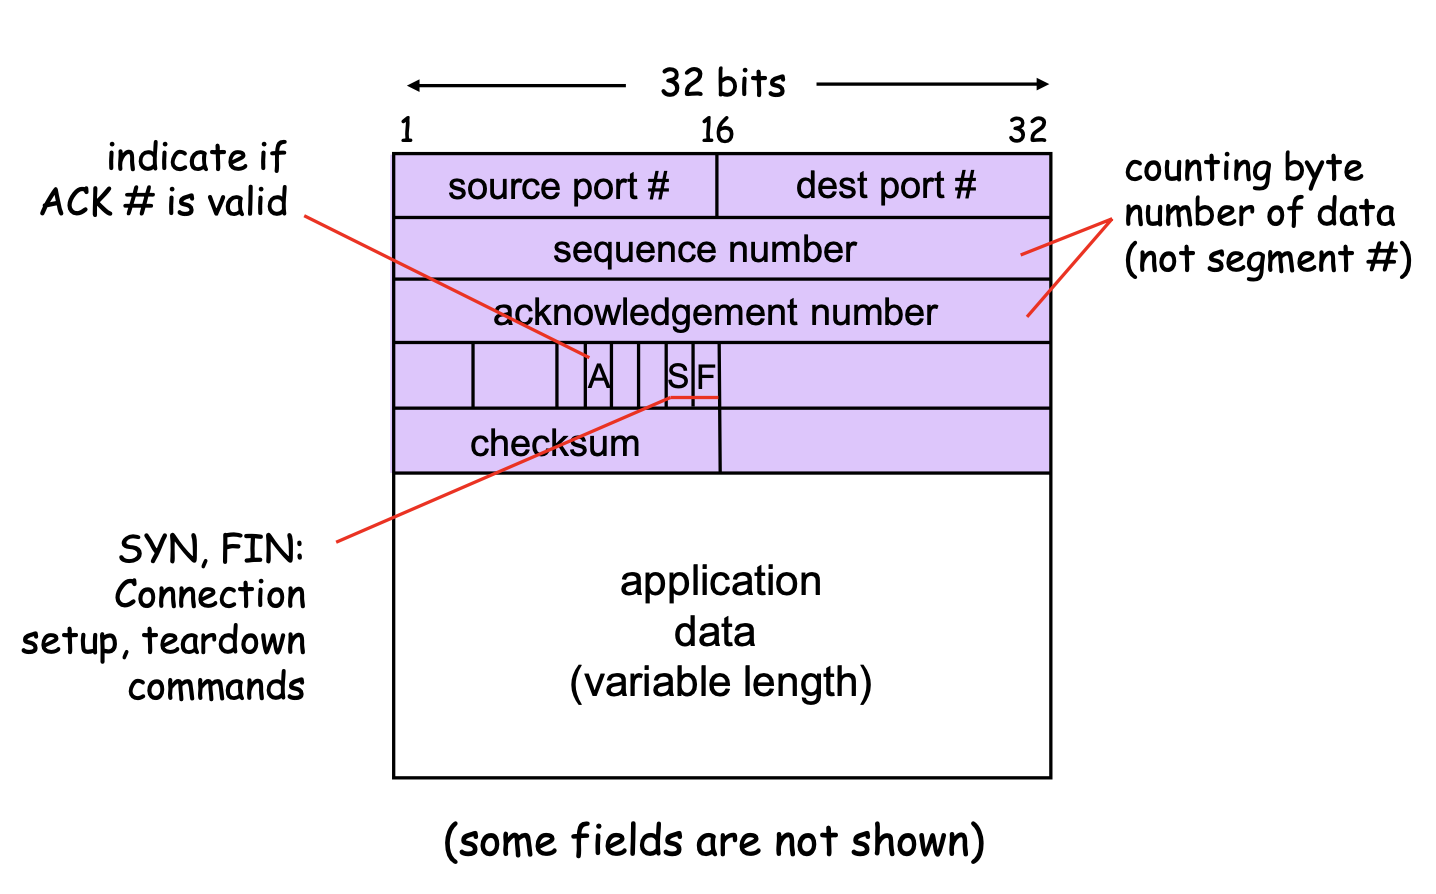 32 bits
1 16 32
indicate if
ACK # is valid
source port # dest port #
counting byte
number of data
(not segment #)
sequence number
acknowledgement number
A S F
checksum
SYN, FIN:
Connection
setup, teardown
commands
application
data
(variable length)
(some fields are not shown)